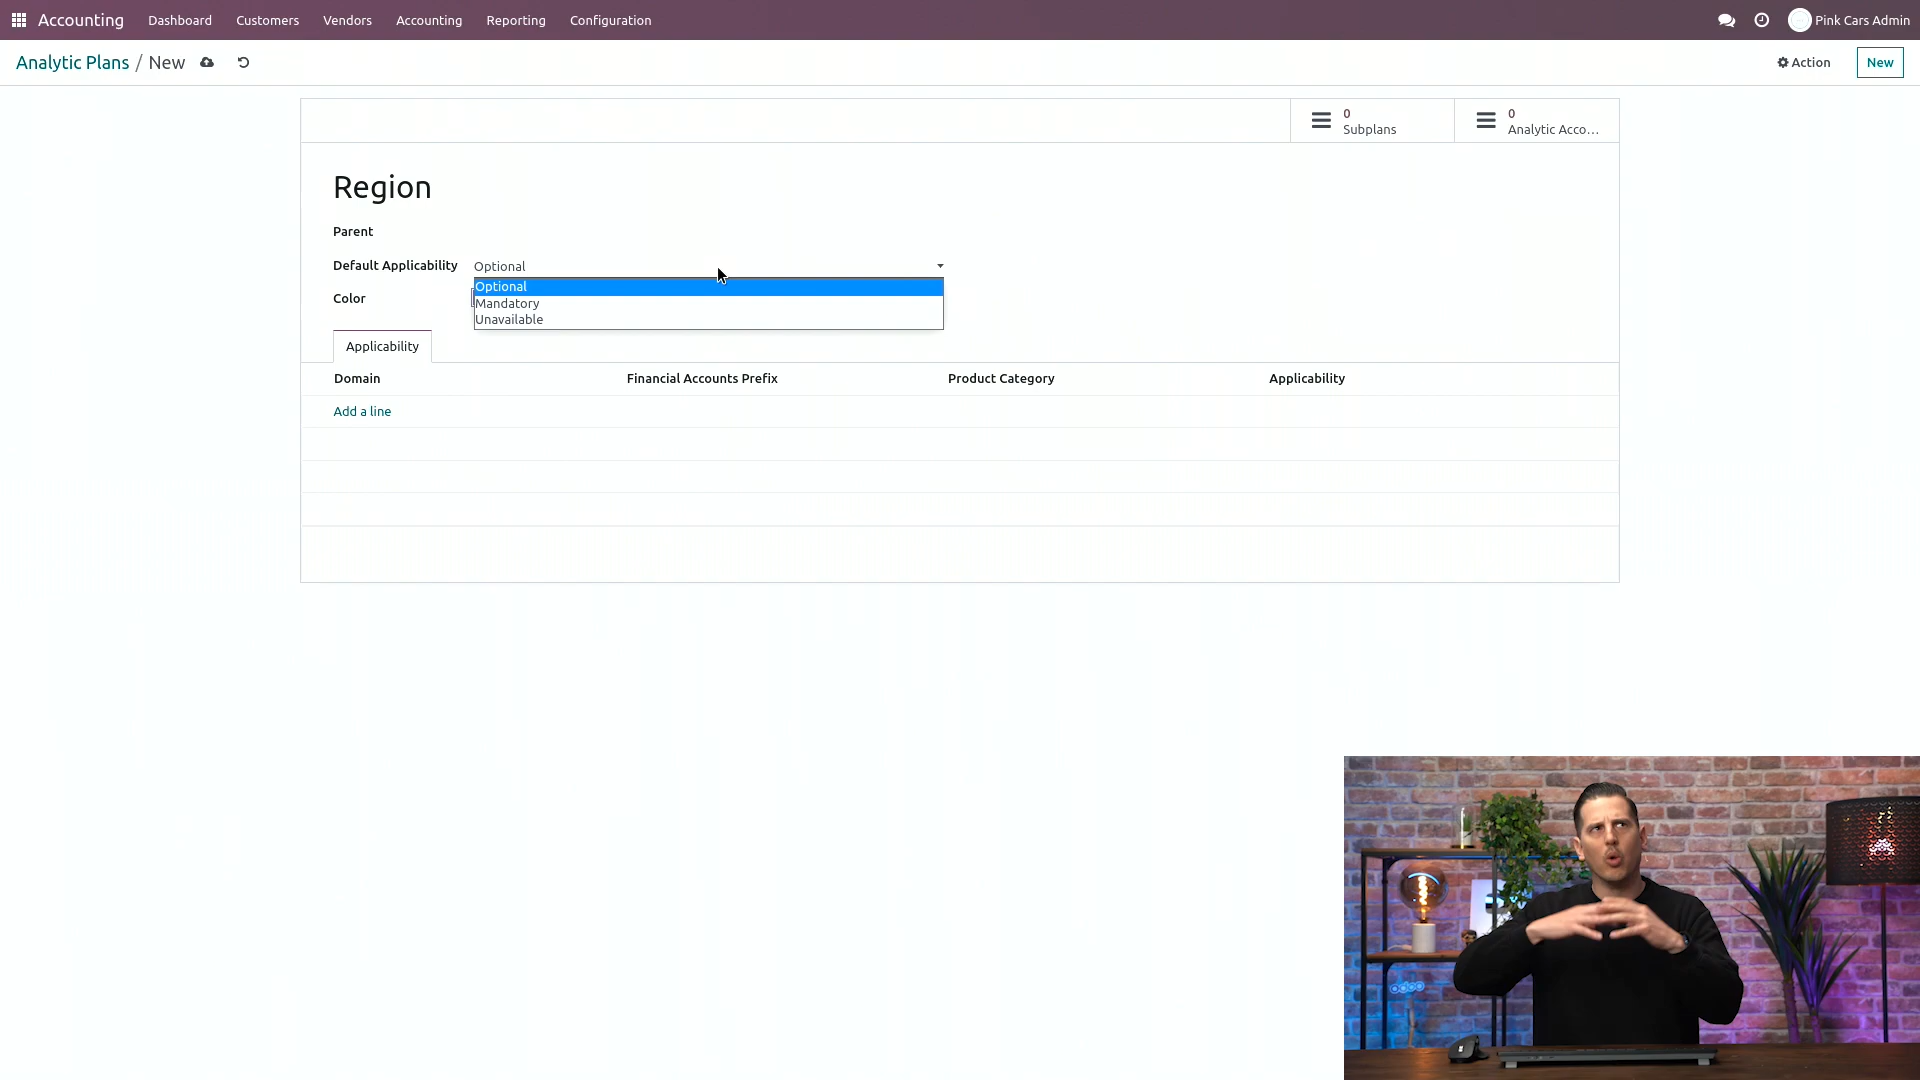 Accounting Dashboard Customers Vendors Accounting Reporting Configuration Pink Cars Admin
Analytic Plans / New Action New
0 Subplans
0 Analytic Acco...
Region
Parent
Default Applicability Optional
Optional
Mandatory
Unavailable
Color
Applicability
Domain Financial Accounts Prefix Product Category Applicability
Add a line